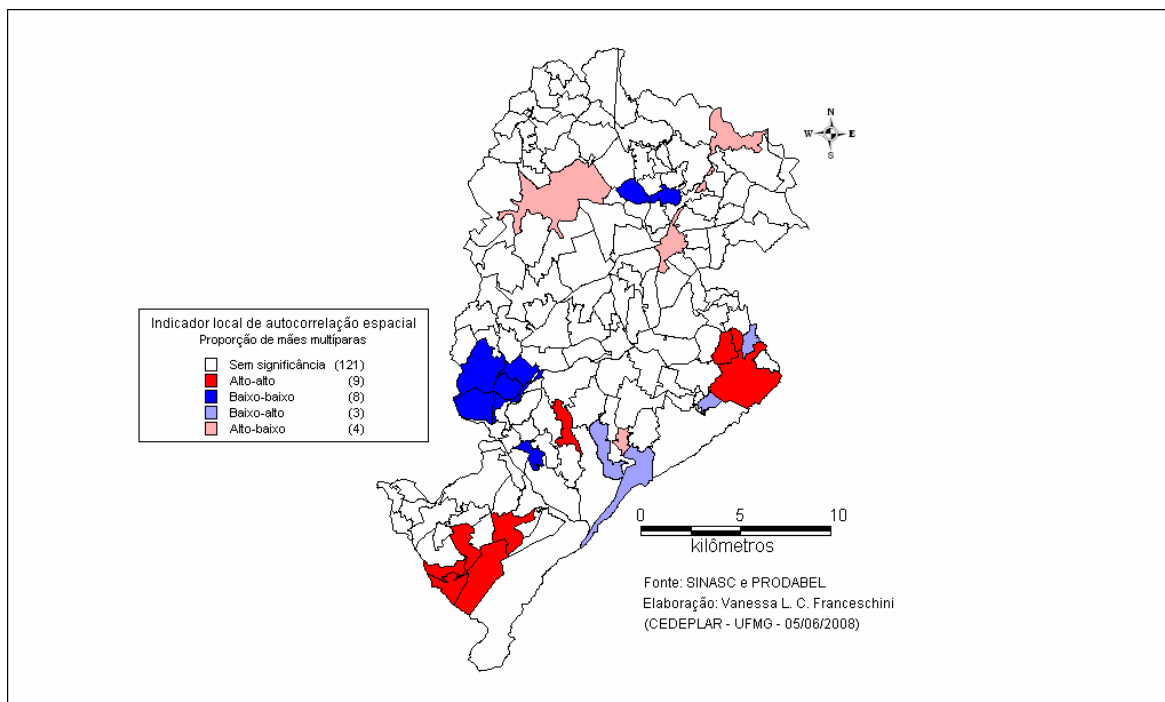 N
W E
S
Indicador local de autocorrelação espacial
Proporção de mães multíparas
Sem significância (121)
Alto-alto (9)
Baixo-baixo (8)
Baixo-alto (3)
Alto-baixo (4)
0 5 10
kilômetros
Fonte: SINASC e PRODABEL
Elaboração: Vanessa L. C. Franceschini
(CEDEPLAR - UFMG - 05/06/2008)